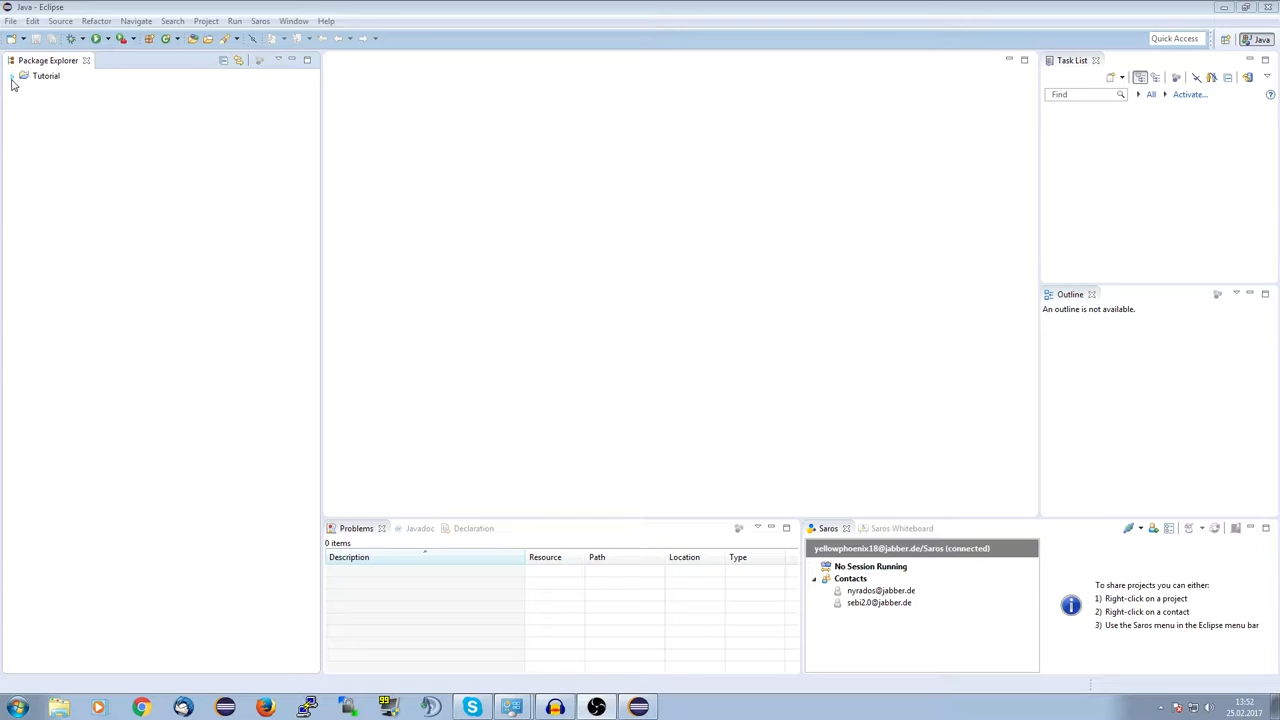 Java - Eclipse
File Edit Source Refactor Navigate Search Project Run Saros Window Help
Quick Access
Java
Package Explorer
Tutorial
Task List
Find
All
Activate...
Outline
An outline is not available.
Problems
Javadoc
Declaration
0 items
Description Resource Path Location Type
Saros
Saros Whiteboard
yellowphoenix18@jabber.de/Saros (connected)
No Session Running
Contacts
nyrados@jabber.de
sebi2.0@jabber.de
To share projects you can either:
1) Right-click on a project
2) Right-click on a contact
3) Use the Saros menu in the Eclipse menu bar
99
13:52
25.02.2017